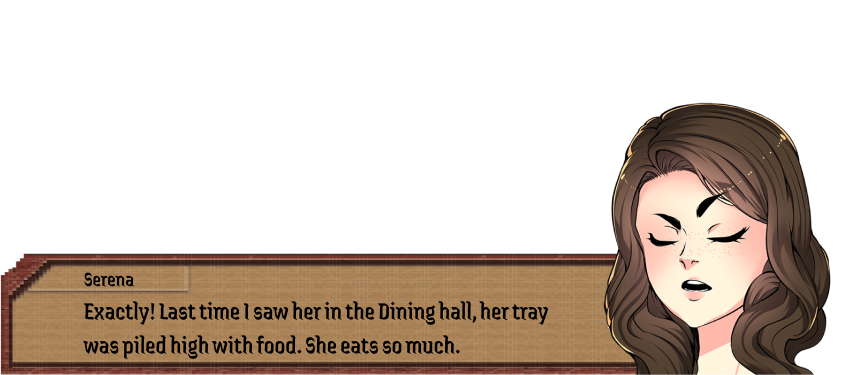 Serena
Exactly! Last time I saw her in the Dining hall, her tray
was piled high with food. She eats so much.